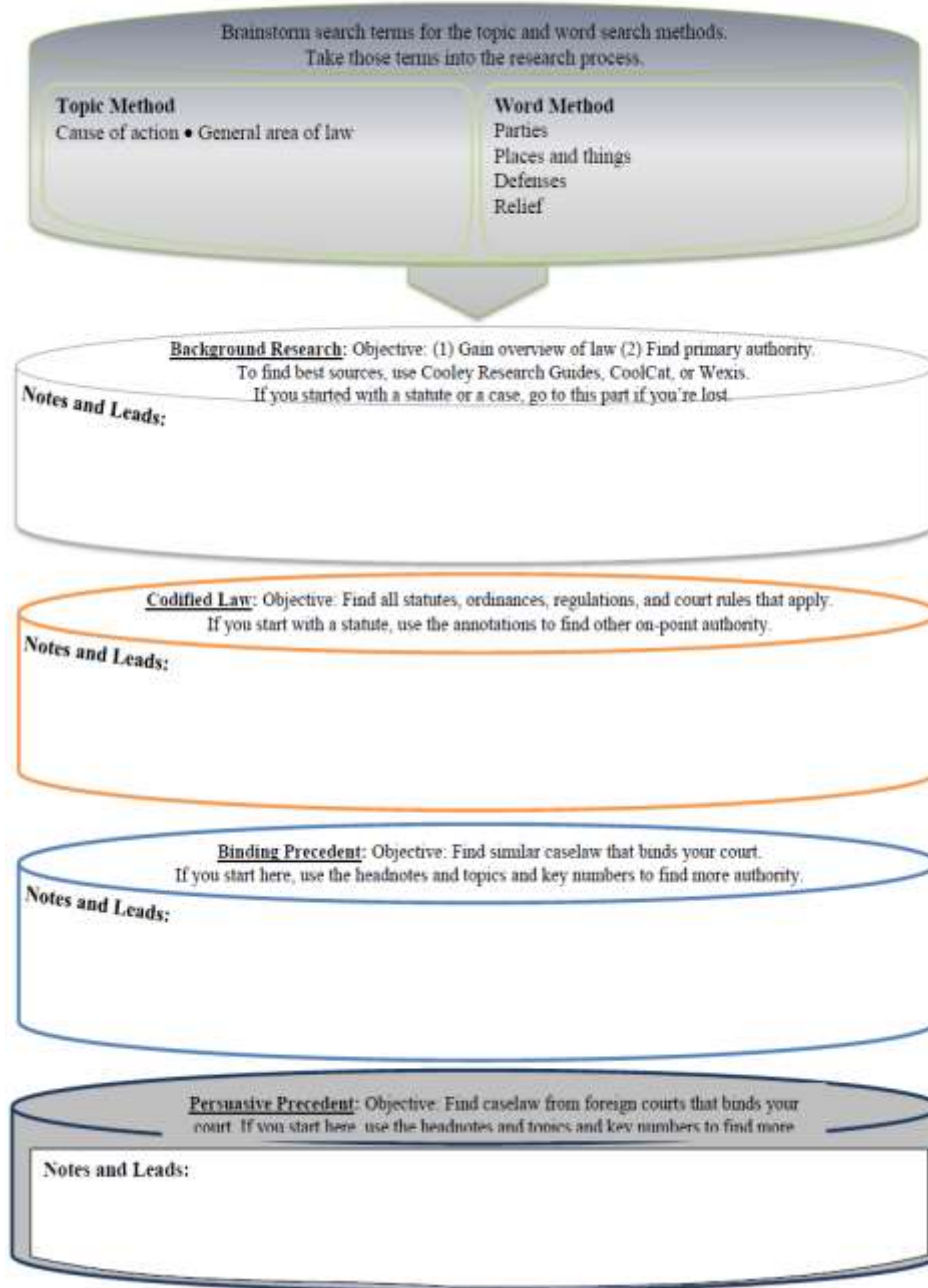 Brainstorm search terms for the topic and word search methods.
Take those terms into the research process.
Topic Method
Cause of action • General area of law
Word Method
Parties
Places and things
Defenses
Relief
Background Research: Objective: (1) Gain overview of law (2) Find primary authority.
To find best sources, use Cooley Research Guides, CoolCat, or Wexis.
If you started with a statute or a case, go to this part if you're lost.
Notes and Leads:
Codified Law: Objective: Find all statutes, ordinances, regulations, and court rules that apply.
If you start with a statute, use the annotations to find other on-point authority.
Notes and Leads:
Binding Precedent: Objective: Find similar caselaw that binds your court.
If you start here, use the headnotes and topics and key numbers to find more authority.
Notes and Leads:
Persuasive Precedent: Objective: Find caselaw from foreign courts that binds your
court. If you start here, use the headnotes and topics and key numbers to find more
Notes and Leads: